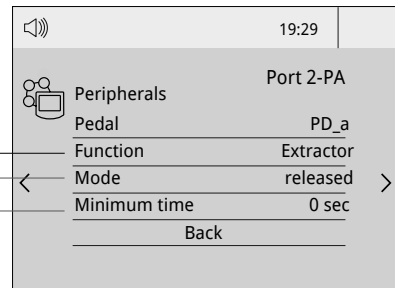 19:29
Port 2-PA
Peripherals
Pedal PD_a
Function Extractor
Mode released
Minimum time 0 sec
Back